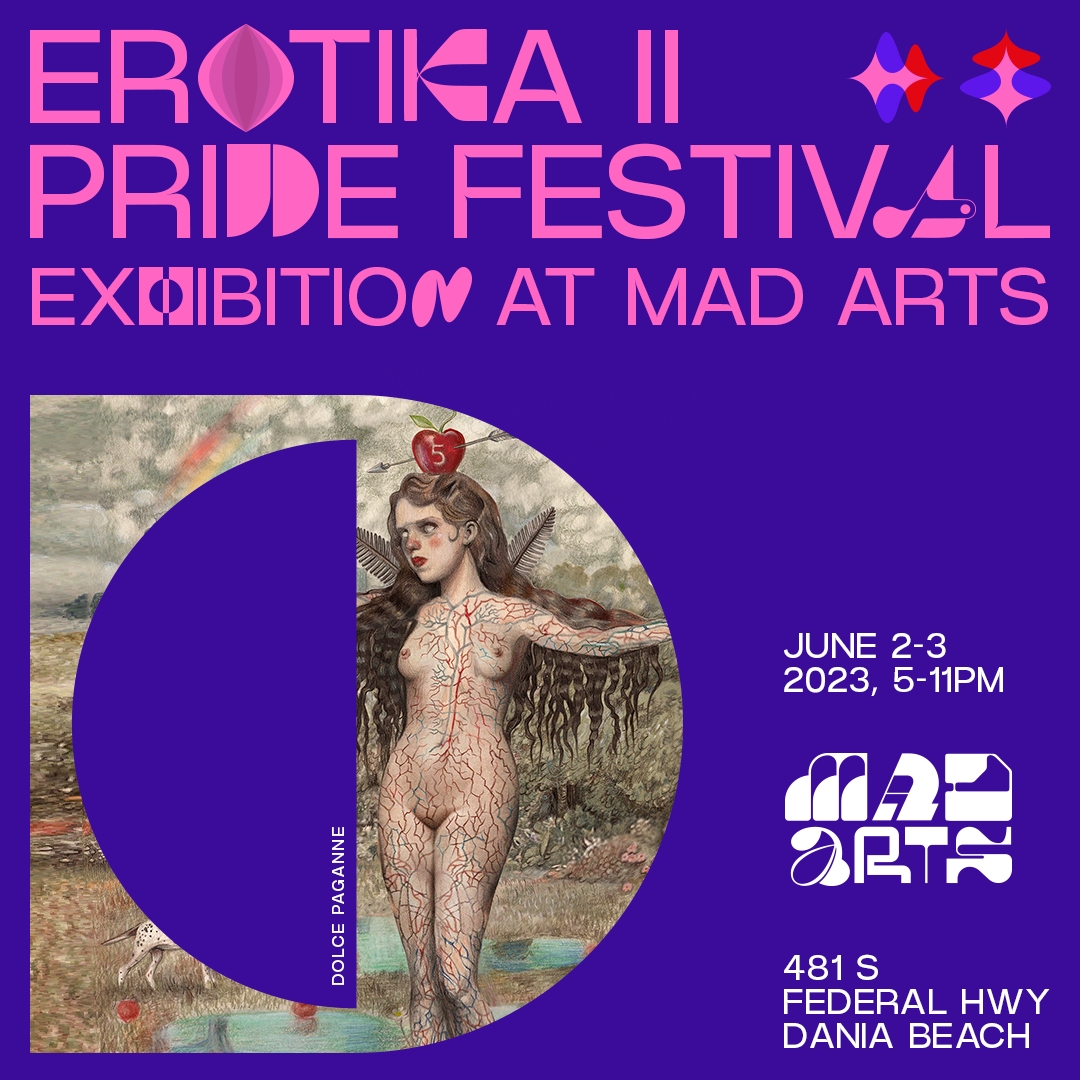 EROTIKA II
PRIDE FESTIVAL
EXHIBITION AT MAD ARTS
5
DOLCE PAGANNE
JUNE 2-3
2023, 5-11PM
MAD
ARTS
481 S
FEDERAL HWY
DANIA BEACH